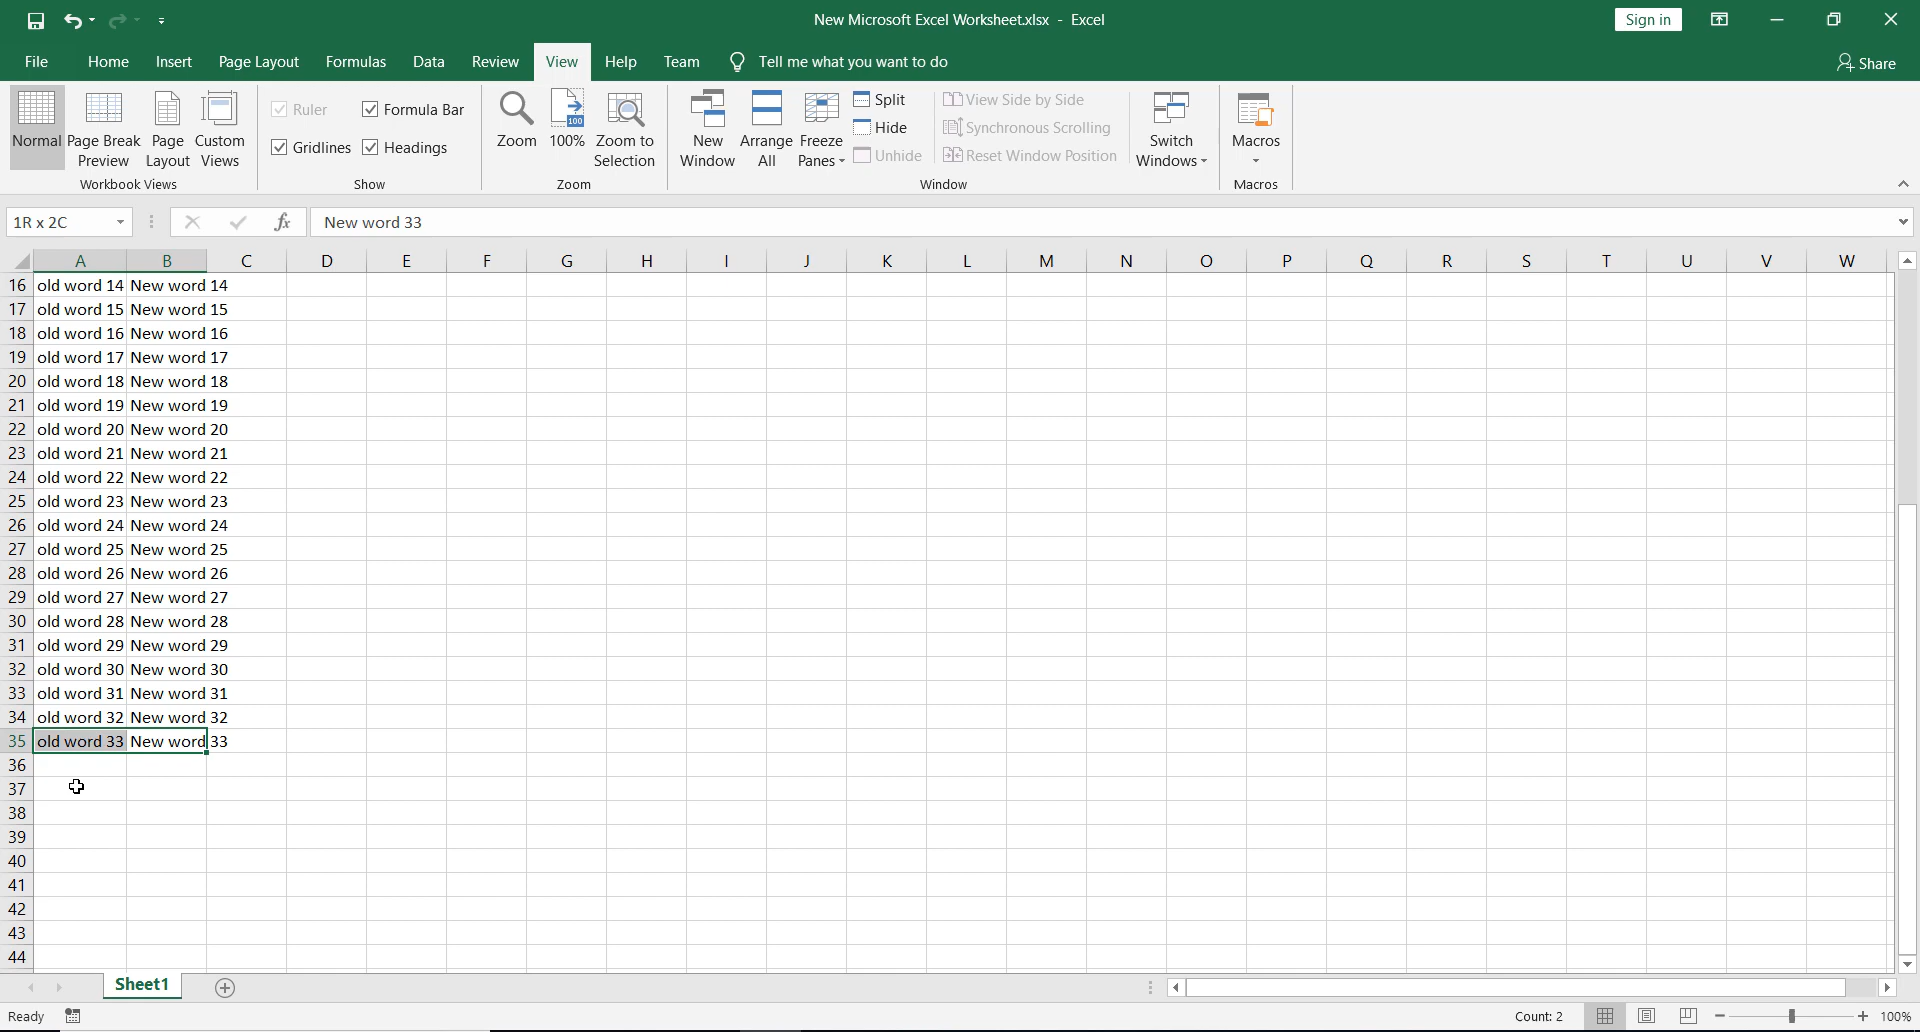 New Microsoft Excel Worksheet.xlsx - Excel
Sign in
File Home Insert Page Layout Formulas Data Review View Help Team Tell me what you want to do Share
Normal Page Break Preview Page Layout Custom Views
Workbook Views
Ruler Formula Bar
Gridlines Headings
Show
Zoom 100% Zoom to Selection
100
Zoom
New Window Arrange All Freeze Panes
Split View Side by Side
Hide Synchronous Scrolling
Unhide Reset Window Position
Switch Windows
Window
Macros
Macros
1R x 2C fx New word 33
A B C D E F G H I J K L M N O P Q R S T U V W
16 old word 14 New word 14
17 old word 15 New word 15
18 old word 16 New word 16
19 old word 17 New word 17
20 old word 18 New word 18
21 old word 19 New word 19
22 old word 20 New word 20
23 old word 21 New word 21
24 old word 22 New word 22
25 old word 23 New word 23
26 old word 24 New word 24
27 old word 25 New word 25
28 old word 26 New word 26
29 old word 27 New word 27
30 old word 28 New word 28
31 old word 29 New word 29
32 old word 30 New word 30
33 old word 31 New word 31
34 old word 32 New word 32
35 old word 33 New word 33
36
37
38
39
40
41
42
43
44
Sheet1
Ready Count: 2 100%